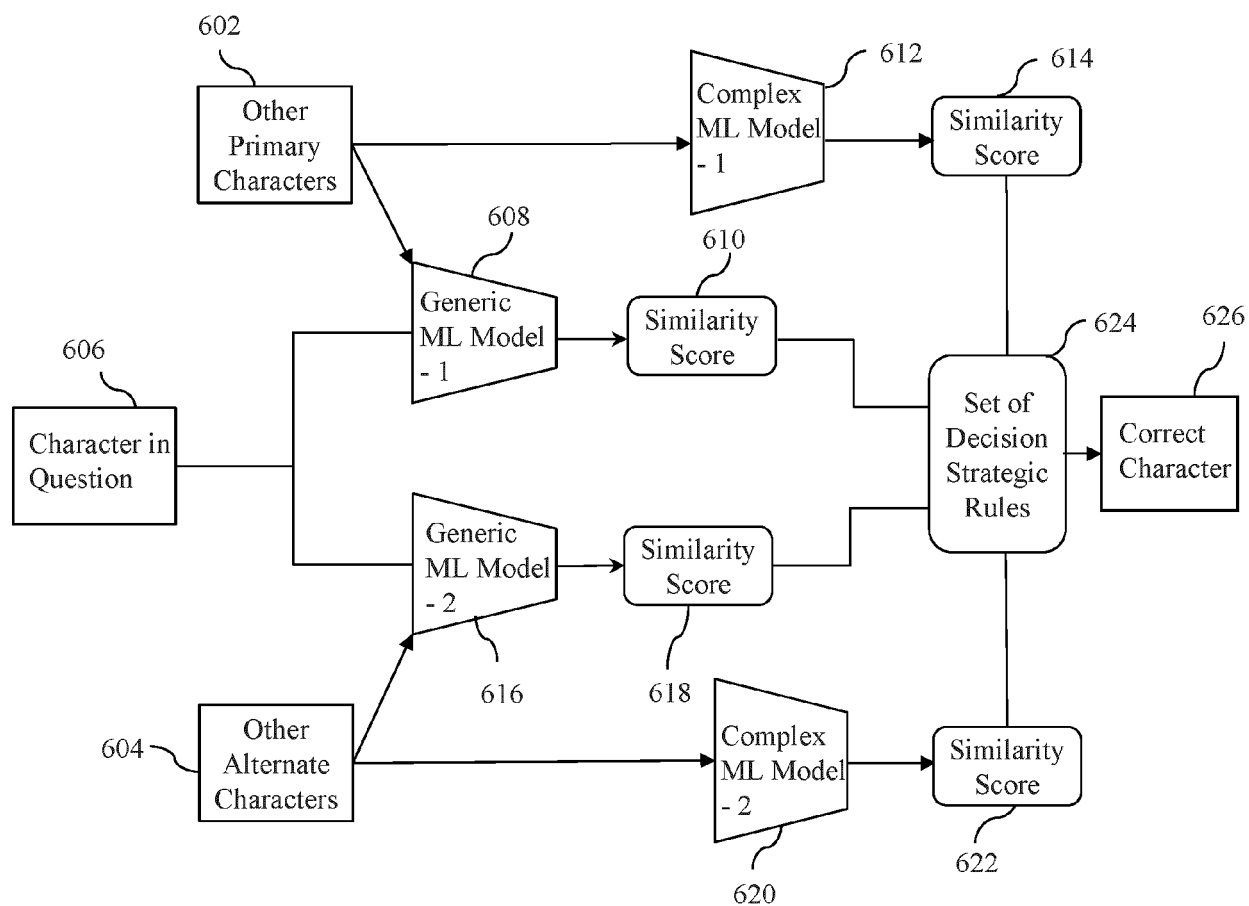 602
Other
Primary
Characters
612
Complex
ML Model
- 1
614
Similarity
Score
608
Generic
ML Model
- 1
610
Similarity
Score
606
Character in
Question
624
Set of
Decision
Strategic
Rules
626
Correct
Character
Generic
ML Model
- 2
616
Similarity
Score
618
604
Other
Alternate
Characters
Complex
ML Model
- 2
620
Similarity
Score
622